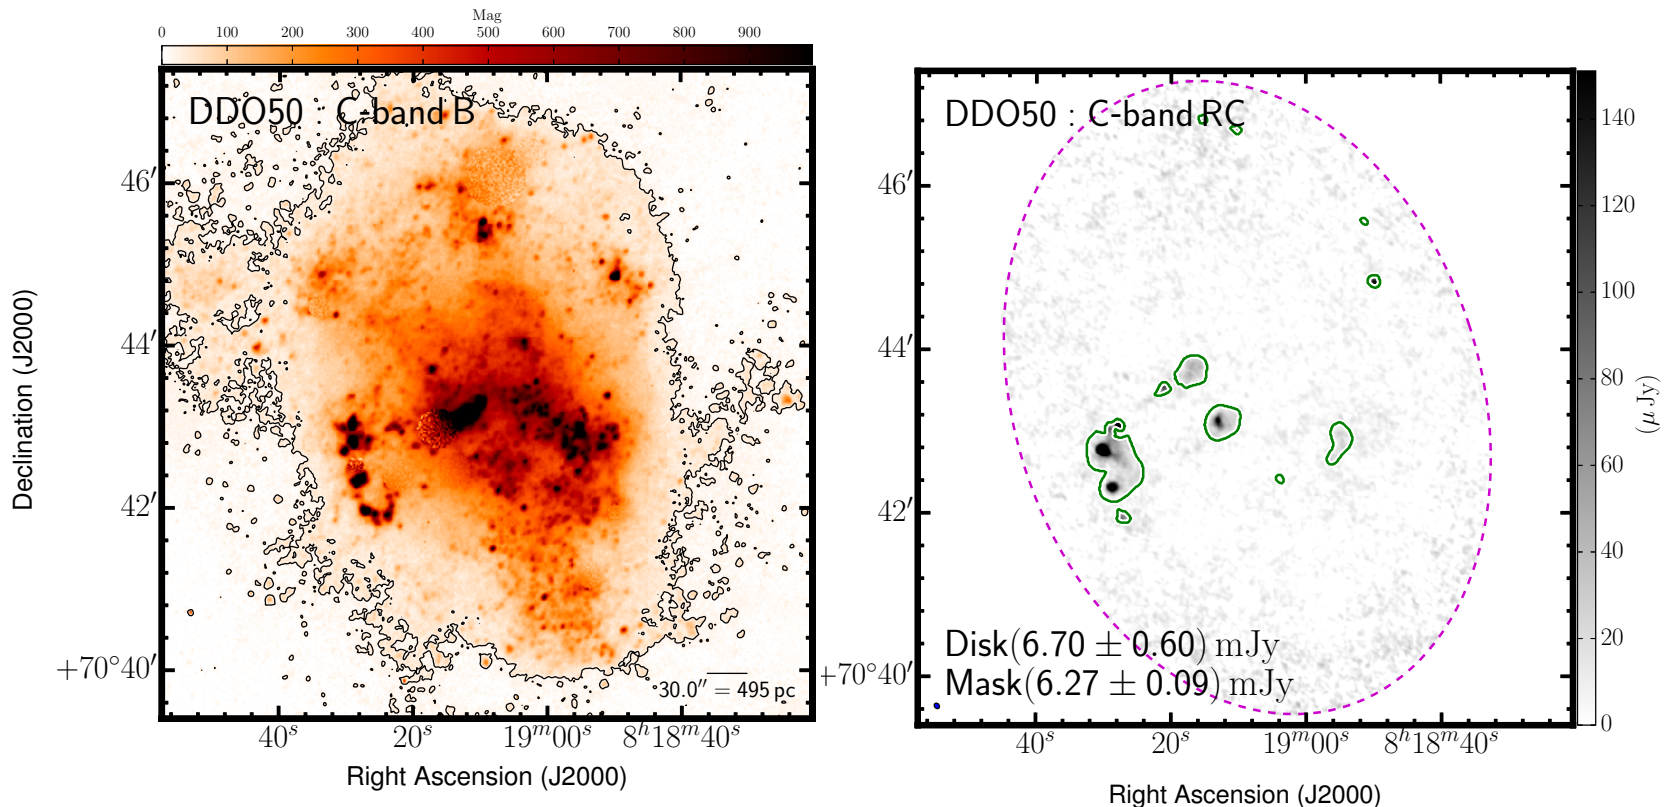 Mag
0 100 200 300 400 500 600 700 800 900
DDO50 : C-band B
46′
44′
42′
+70°40′
Declination (J2000)
30.0″ = 495 pc
40ˢ 20ˢ 19ᵐ00ˢ 8ʰ18ᵐ40ˢ
Right Ascension (J2000)
DDO50 : C-band RC
46′
44′
42′
+70°40′
Disk(6.70 ± 0.60) mJy
Mask(6.27 ± 0.09) mJy
40ˢ 20ˢ 19ᵐ00ˢ 8ʰ18ᵐ40ˢ
Right Ascension (J2000)
140
120
100
80
60
40
20
0
(μ Jy)